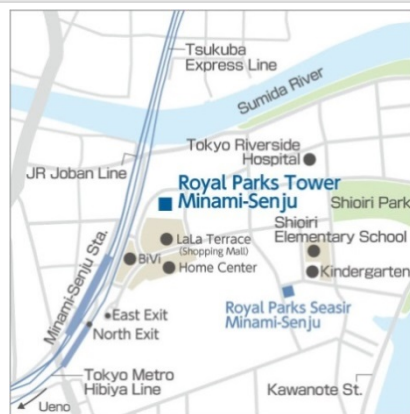 Tsukuba
Express Line
Sumida River
Tokyo Riverside
Hospital
JR Joban Line
Royal Parks Tower
Minami-Senju
Shioiri Park
Shioiri
Elementary School
LaLa Terrace
(Shopping Mall)
BiVi
Home Center
Kindergarten
Minami-Senju Sta.
Royal Parks Seasir
Minami-Senju
East Exit
North Exit
Tokyo Metro
Hibiya Line
Kawanote St.
Ueno